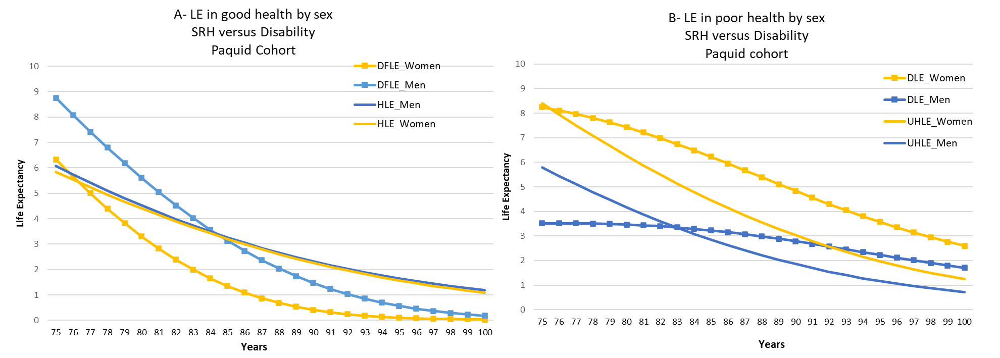 A- LE in good health by sex
SRH versus Disability
Paquid Cohort
DFLE_Women
DFLE_Men
HLE_Men
HLE_Women
10
9
8
7
6
5
4
3
2
1
0
Life Expectancy
75 76 77 78 79 80 81 82 83 84 85 86 87 88 89 90 91 92 93 94 95 96 97 98 99 100
Years
B- LE in poor health by sex
SRH versus Disability
Paquid cohort
DLE_Women
DLE_Men
UHLE_Women
UHLE_Men
10
9
8
7
6
5
4
3
2
1
0
Life Expectancy
75 76 77 78 79 80 81 82 83 84 85 86 87 88 89 90 91 92 93 94 95 96 97 98 99 100
Years